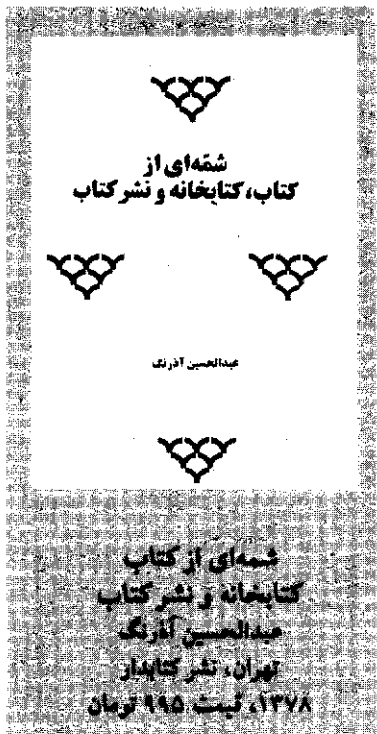 شمّه‌ای از
کتاب، کتابخانه و نشر کتاب
عبدالحسین آذرنگ
شمه‌ای از کتاب
کتابخانه و نشر کتاب
عبدالحسین آذرنگ
تهران، نشر کتابدار
۱۳۷۸، قیمت ۹۹۵ تومان